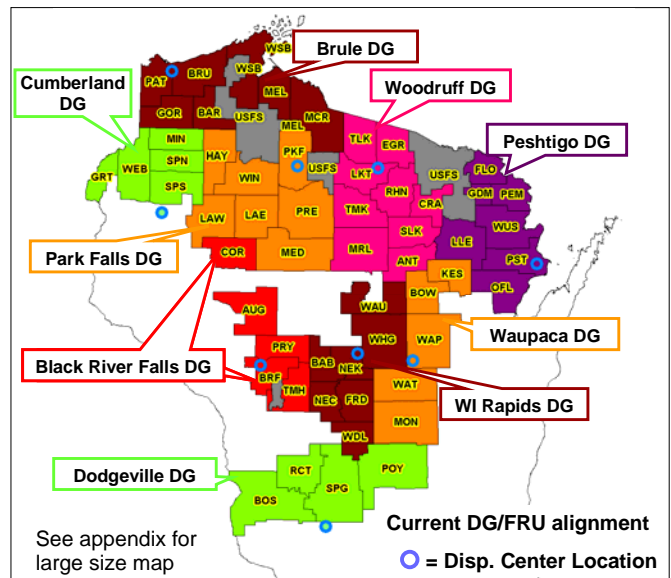 WSB
Brule DG
Cumberland DG
PAT
BRU
WSB
Woodruff DG
MEL
GOR
BAR
USFS
MCR
MEL
Peshtigo DG
MIN
HAY
PKF
TLK
EGR
USFS
FLO
GRT
WEB
SPN
USFS
LKT
GDM
PEM
SPS
WIN
RHN
CRA
LAW
LAE
PRE
TMK
WUS
SLK
LLE
Park Falls DG
COR
MED
MRL
ANT
KES
PST
OFL
BOW
AUG
WAU
Waupaca DG
WHG
WAP
Black River Falls DG
PRY
BAB
NEK
BRF
TMH
WAT
NEC
FRD
WI Rapids DG
MON
WDL
Dodgeville DG
RCT
POY
BOS
SPG
See appendix for
large size map
Current DG/FRU alignment
= Disp. Center Location